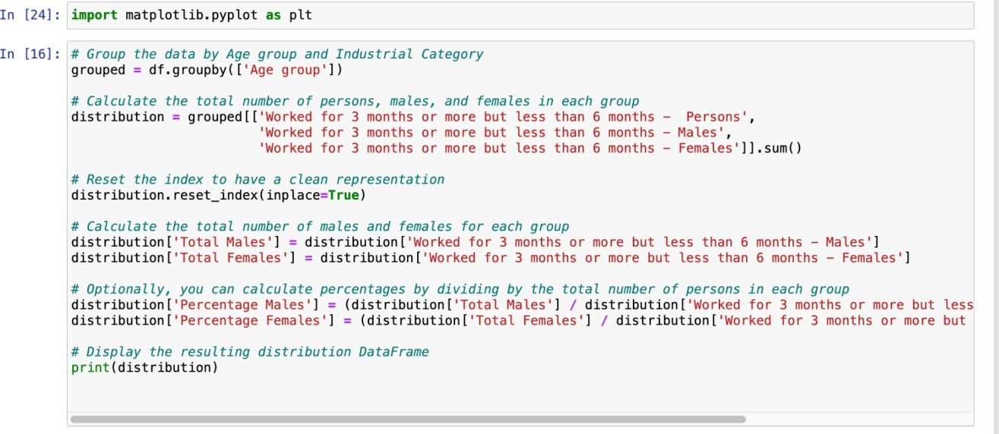 In [24]: import matplotlib.pyplot as plt
In [16]: # Group the data by Age group and Industrial Category
grouped = df.groupby(['Age group'])
# Calculate the total number of persons, males, and females in each group
distribution = grouped[['Worked for 3 months or more but less than 6 months -  Persons',
'Worked for 3 months or more but less than 6 months - Males',
'Worked for 3 months or more but less than 6 months - Females']].sum()
# Reset the index to have a clean representation
distribution.reset_index(inplace=True)
# Calculate the total number of males and females for each group
distribution['Total Males'] = distribution['Worked for 3 months or more but less than 6 months - Males']
distribution['Total Females'] = distribution['Worked for 3 months or more but less than 6 months - Females']
# Optionally, you can calculate percentages by dividing by the total number of persons in each group
distribution['Percentage Males'] = (distribution['Total Males'] / distribution['Worked for 3 months or more but less
distribution['Percentage Females'] = (distribution['Total Females'] / distribution['Worked for 3 months or more but
# Display the resulting distribution DataFrame
print(distribution)